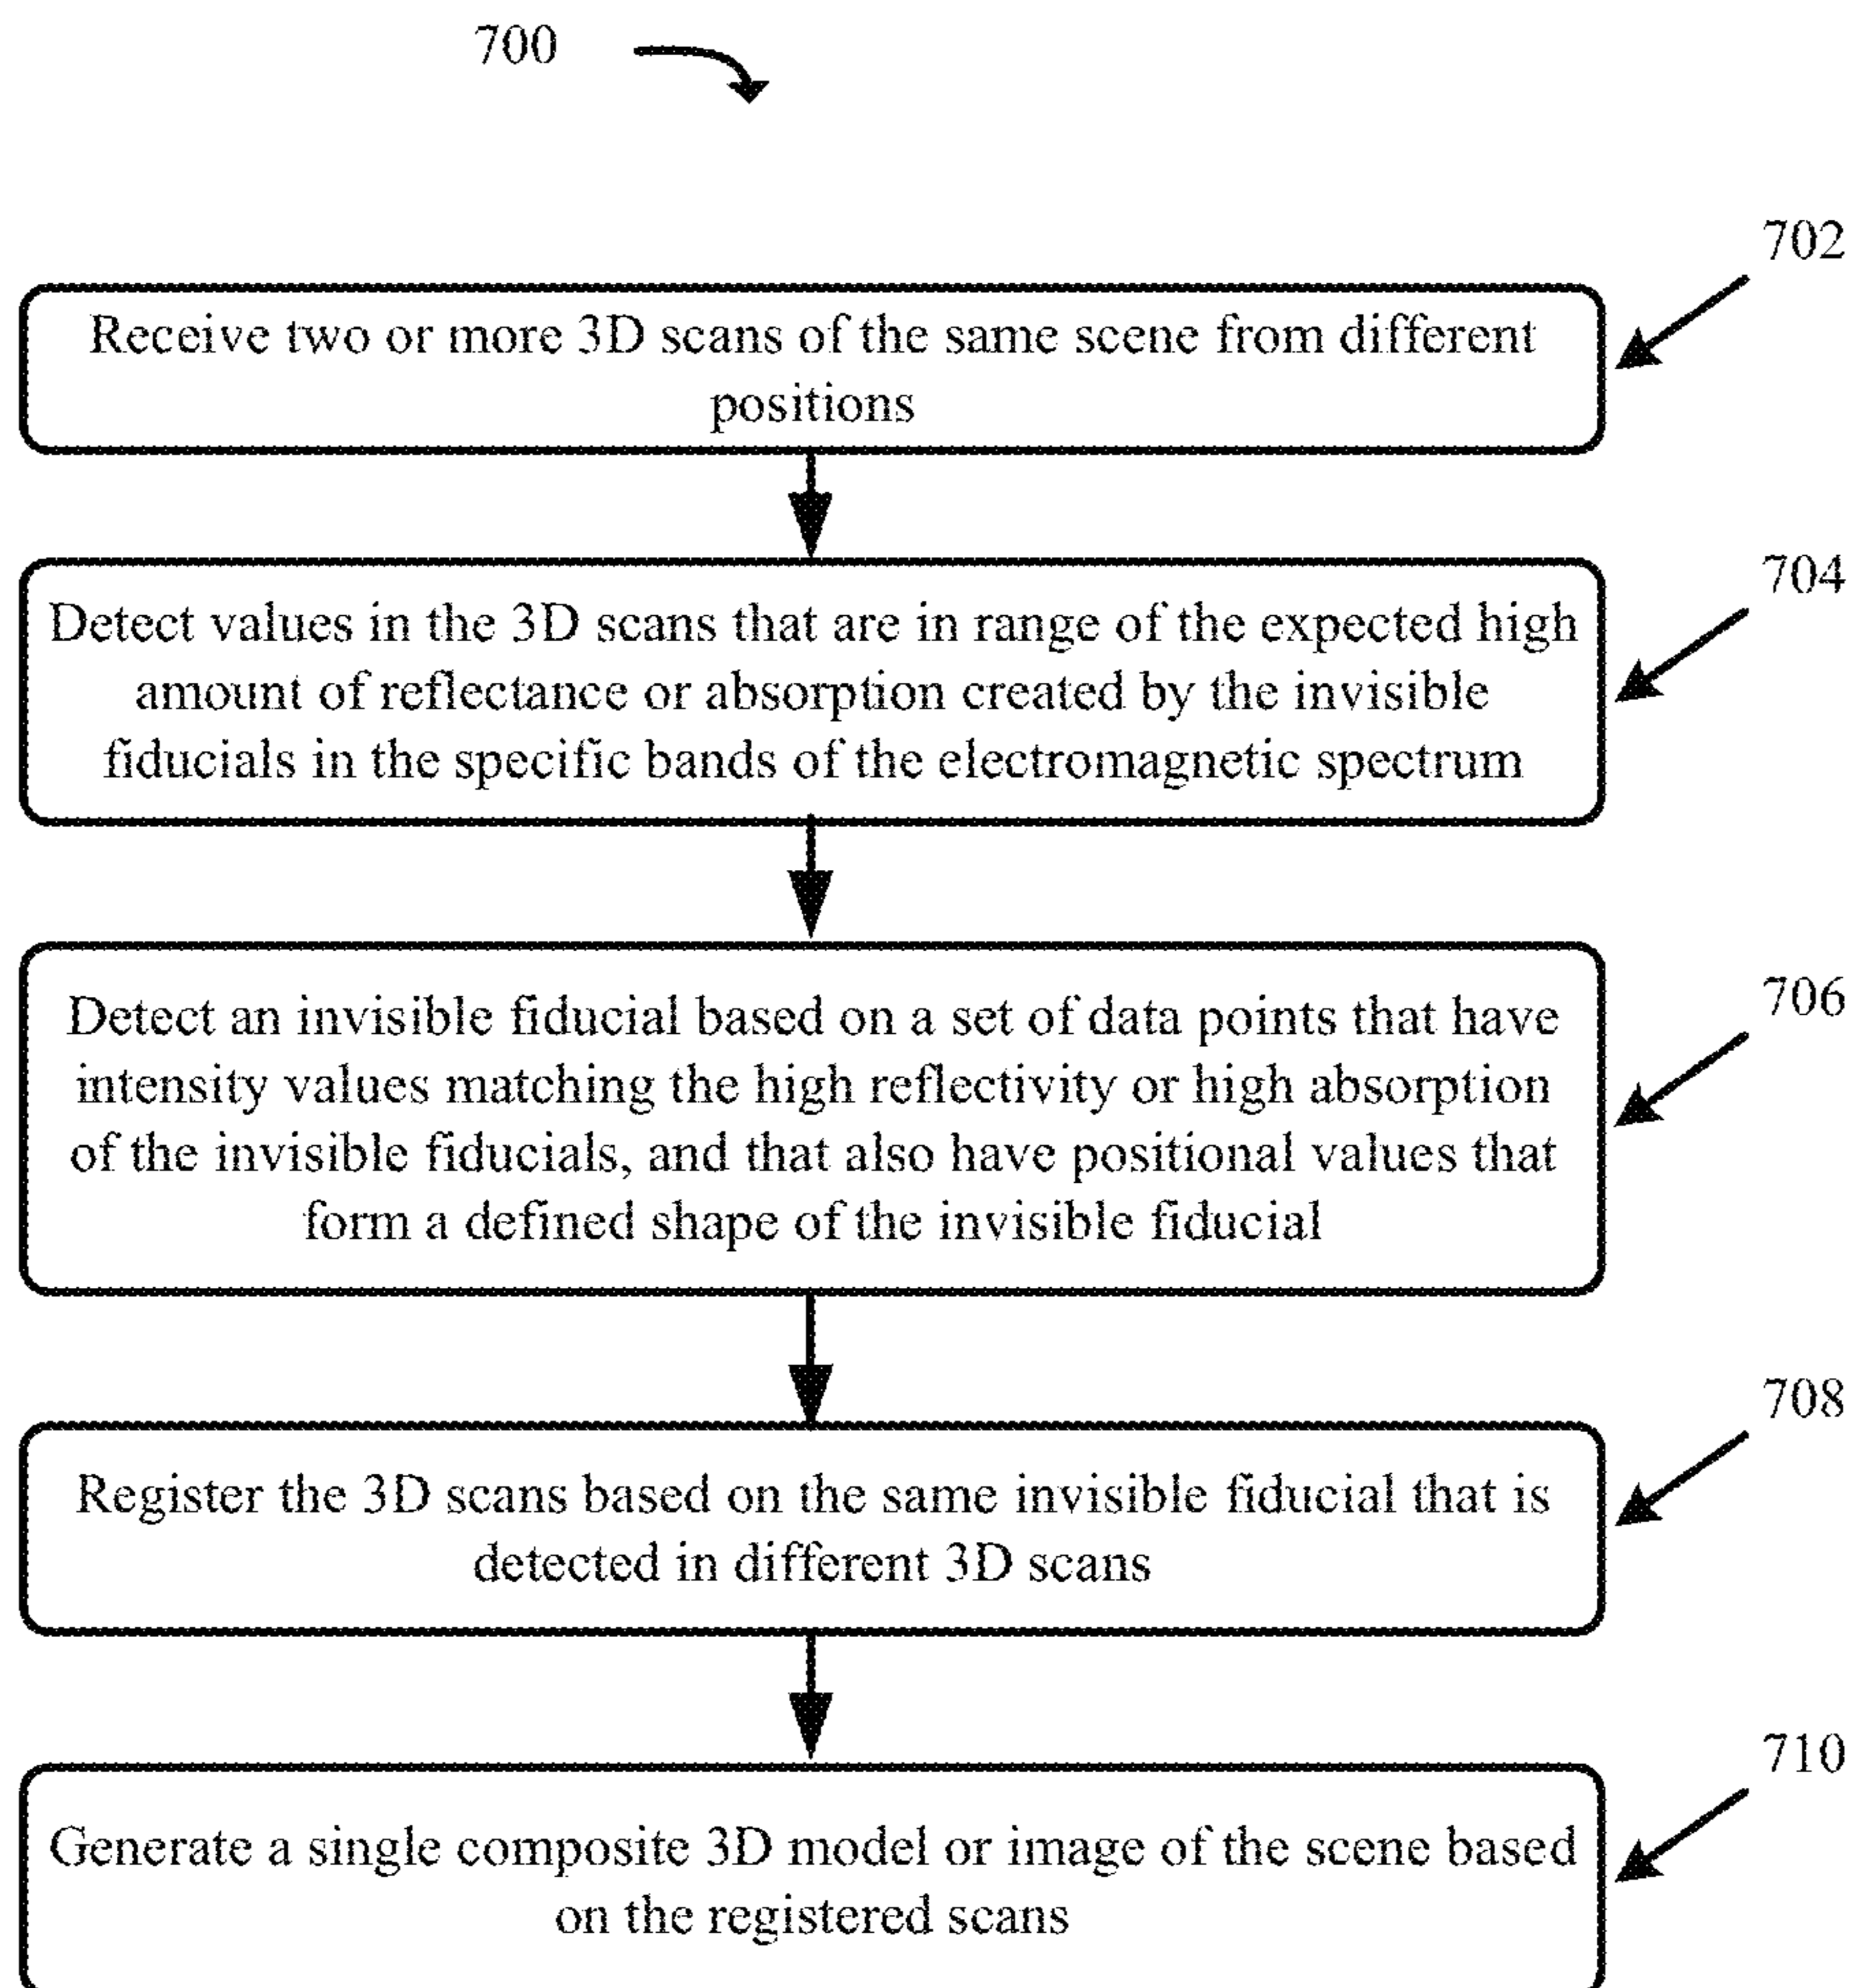 700
702
Receive two or more 3D scans of the same scene from different
positions
704
Detect values in the 3D scans that are in range of the expected high
amount of reflectance or absorption created by the invisible
fiducials in the specific bands of the electromagnetic spectrum
706
Detect an invisible fiducial based on a set of data points that have
intensity values matching the high reflectivity or high absorption
of the invisible fiducials, and that also have positional values that
form a defined shape of the invisible fiducial
708
Register the 3D scans based on the same invisible fiducial that is
detected in different 3D scans
710
Generate a single composite 3D model or image of the scene based
on the registered scans